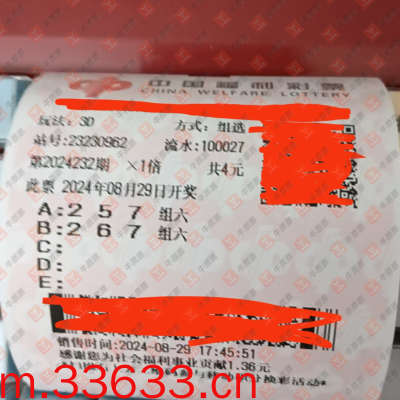 中国福利彩票
CHINA WELFARE LOTTERY
玩法:3D 方式:组选
站号:23230962 流水:100027
第2024232期 ×1倍 共4元
此票 2024年08月29日开奖
A:2 5 7 组六
B:2 6 7 组六
C:
D:
E:
销售时间:2024-08-29 17:45:51
感谢您为社会福利事业贡献1.36元
m.33633.cn